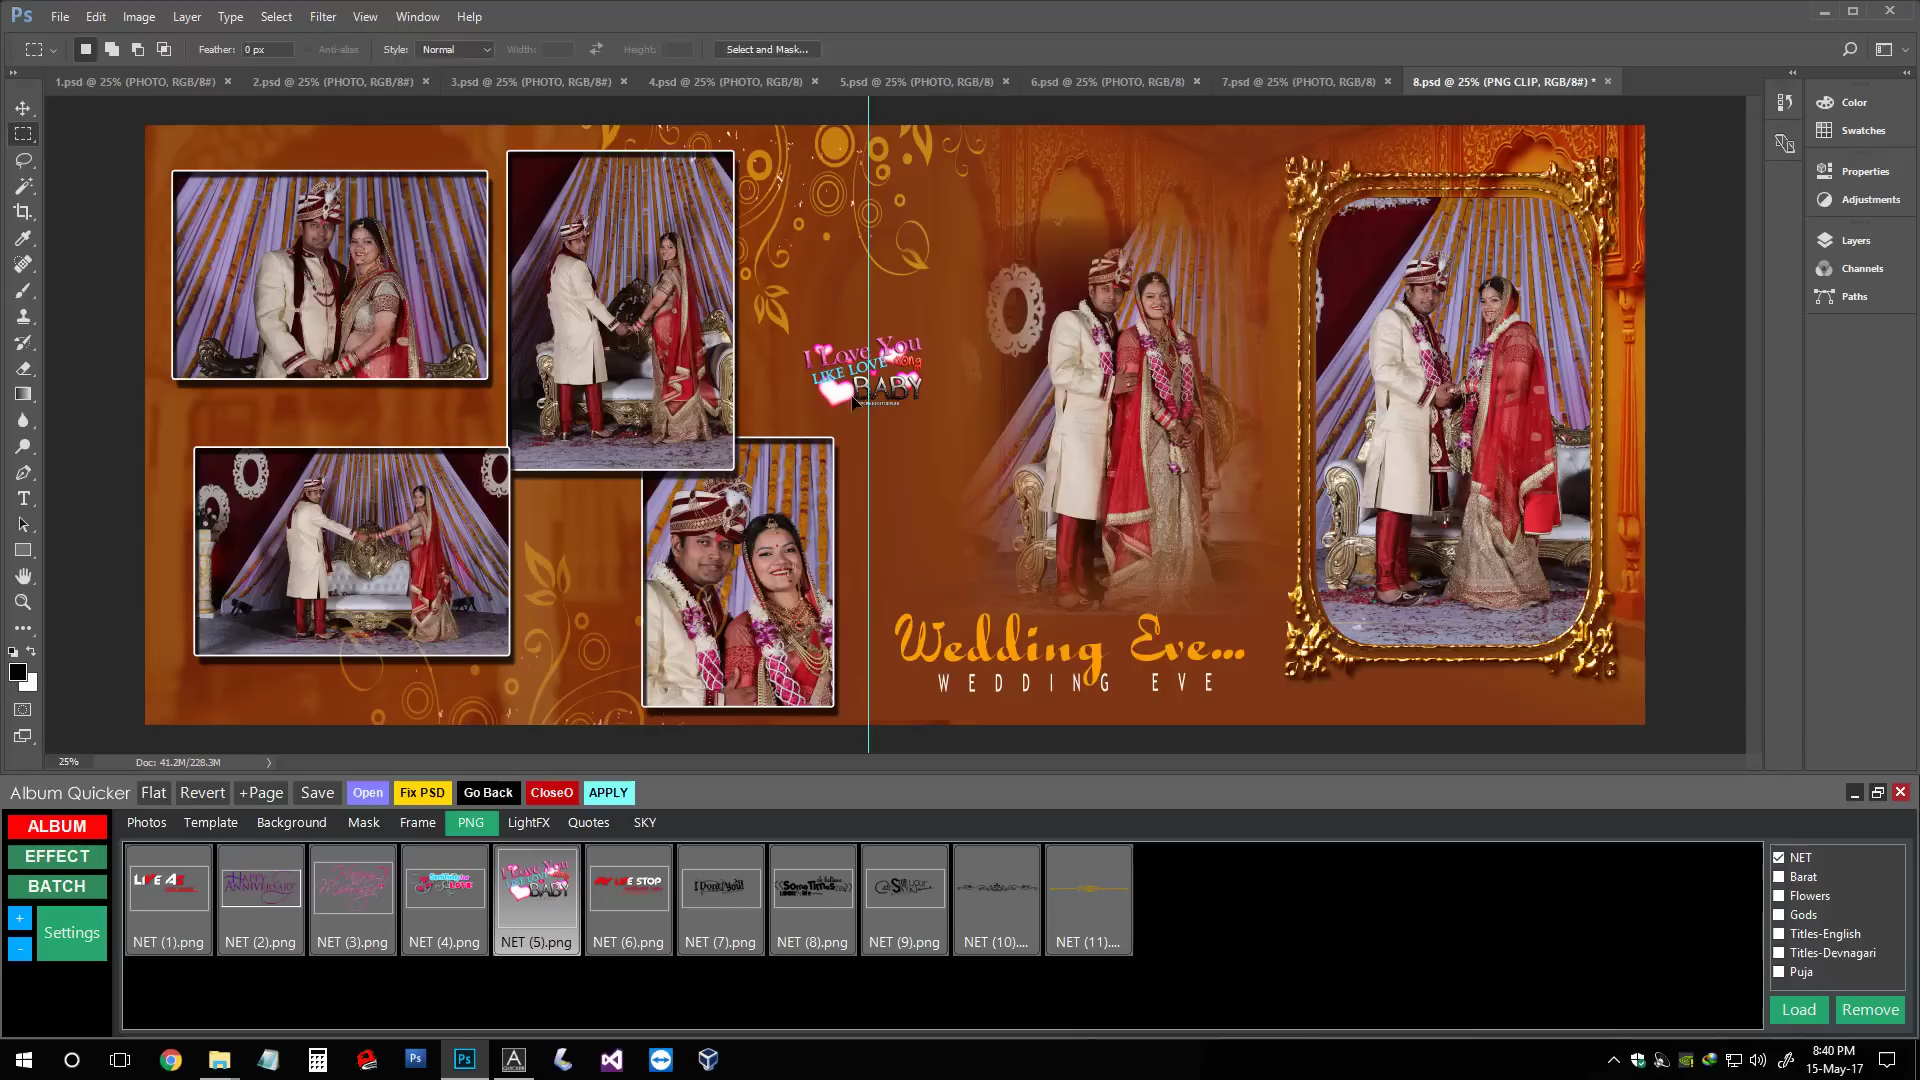 Ps File Edit Image Layer Type Select Filter View Window Help
Feather: 0 px Anti-alias Style: Normal Width: Height: Select and Mask...
1.psd @ 25% (PHOTO, RGB/8#) 2.psd @ 25% (PHOTO, RGB/8#) 3.psd @ 25% (PHOTO, RGB/8#) 4.psd @ 25% (PHOTO, RGB/8) 5.psd @ 25% (PHOTO, RGB/8) 6.psd @ 25% (PHOTO, RGB/8) 7.psd @ 25% (PHOTO, RGB/8) 8.psd @ 25% (PNG CLIP, RGB/8#) *
Color
Swatches
Properties
Adjustments
Layers
Channels
Paths
I Love You
LIKE LOVE song
BABY
Wedding Eve...
WEDDING EVE
25% Doc: 41.2M/228.3M
Album Quicker Flat Revert +Page Save Open Fix PSD Go Back CloseO APPLY
ALBUM
EFFECT
BATCH
+
-
Settings
Photos Template Background Mask Frame PNG LightFX Quotes SKY
HAPPY
ANNIVERSARY
I Love You
LIKE LOVE
BABY
NET (1).png NET (2).png NET (3).png NET (4).png NET (5).png NET (6).png NET (7).png NET (8).png NET (9).png NET (10).... NET (11)....
NET
Barat
Flowers
Gods
Titles-English
Titles-Devnagari
Puja
Load Remove
8:40 PM
15-May-17